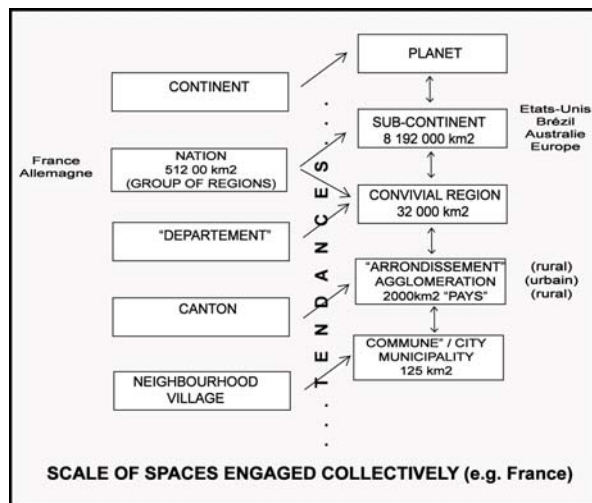 PLANET
CONTINENT
SUB-CONTINENT
8 192 000 km2
Etats-Unis
Brézil
Australie
Europe
France
Allemagne
NATION
512 00 km2
(GROUP OF REGIONS)
CONVIVIAL REGION
32 000 km2
"DEPARTEMENT"
"ARRONDISSEMENT"
AGGLOMERATION
2000km2 "PAYS"
(rural)
(urbain)
(rural)
CANTON
COMMUNE" / CITY
MUNICIPALITY
125 km2
NEIGHBOURHOOD
VILLAGE
. . . T E N D A N C E S . . .
SCALE OF SPACES ENGAGED COLLECTIVELY (e.g. France)